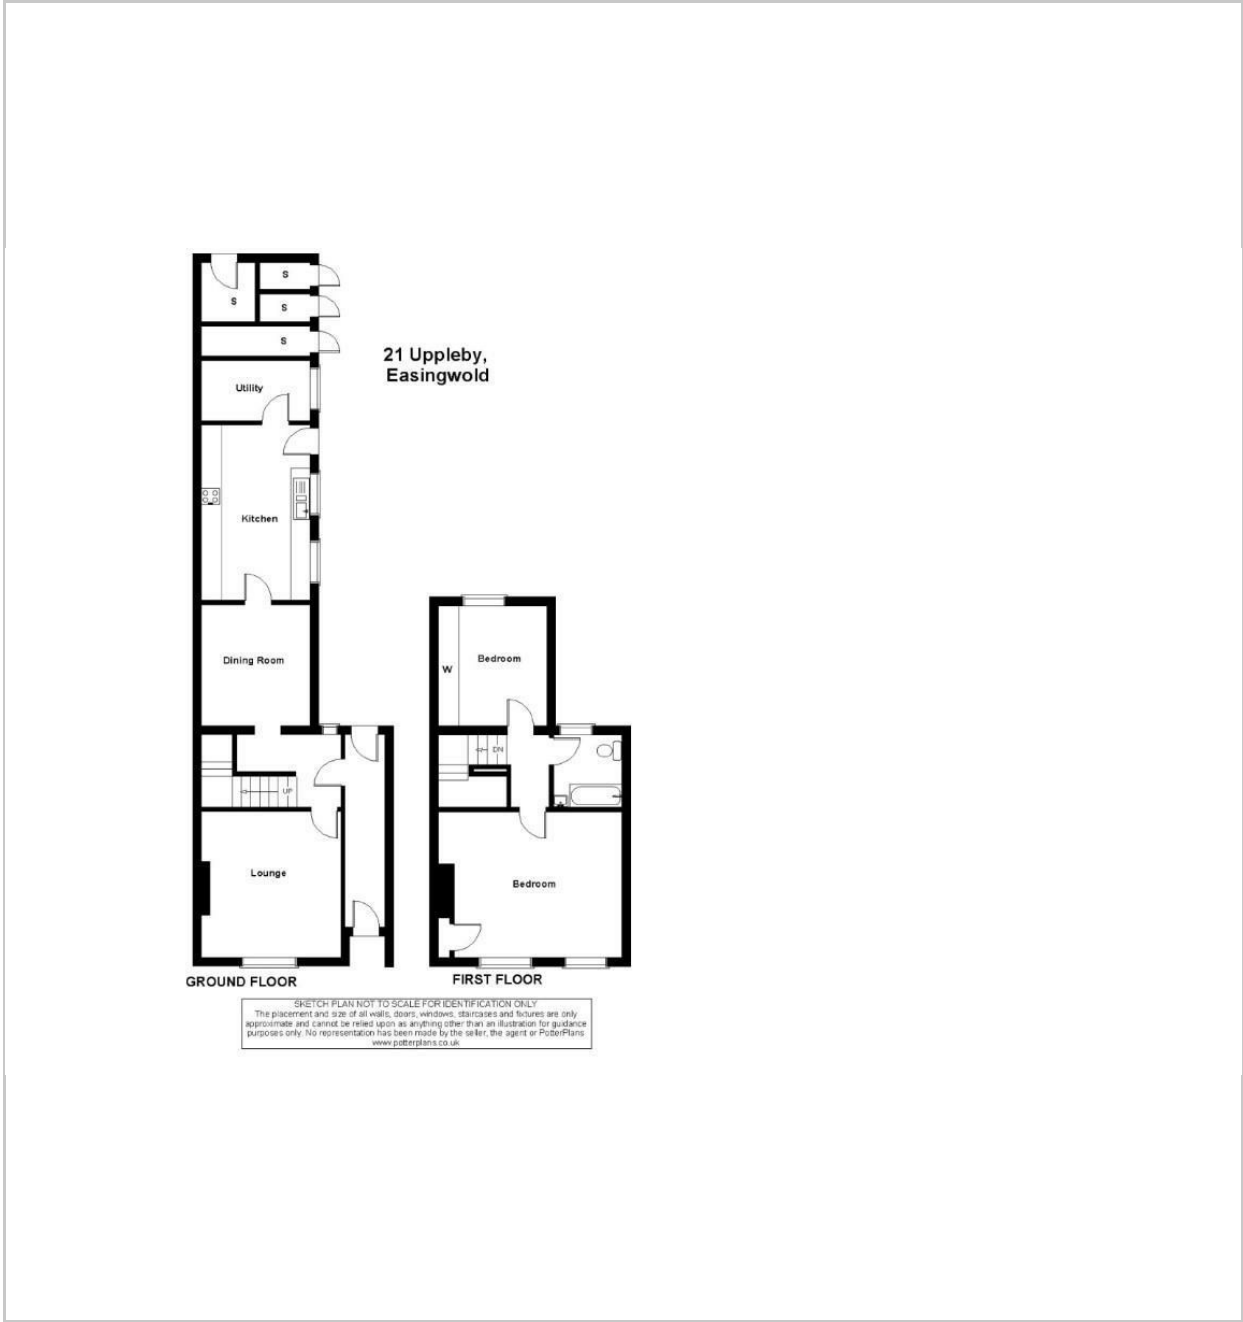 S
S
S
S
21 Uppleby,
Easingwold
Utility
Kitchen
Dining Room
UP
Lounge
GROUND FLOOR
Bedroom
W
DN
Bedroom
FIRST FLOOR
SKETCH PLAN NOT TO SCALE FOR IDENTIFICATION ONLY
The placement and size of all walls, doors, windows, staircases and fixtures are only
approximate and cannot be relied upon as anything other than an illustration for guidance
purposes only. No representation has been made by the seller, the agent or PotterPlans
www.potterplans.co.uk